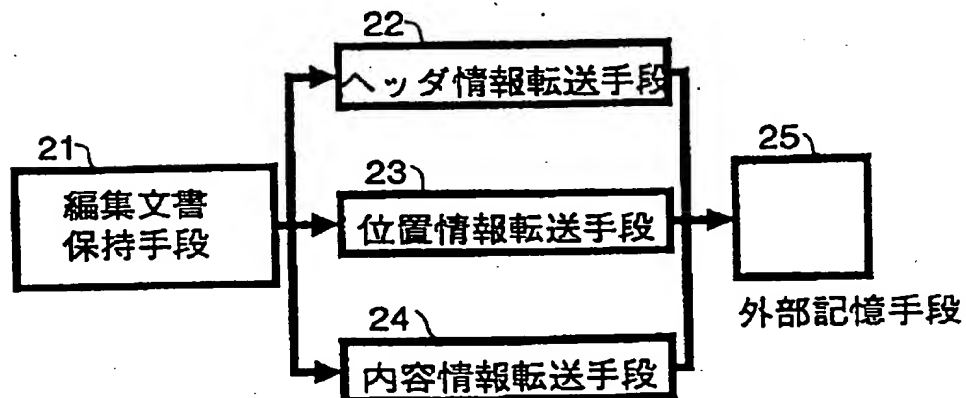 22
ヘッダ情報転送手段
21
編集文書
保持手段
23
位置情報転送手段
25
外部記憶手段
24
内容情報転送手段